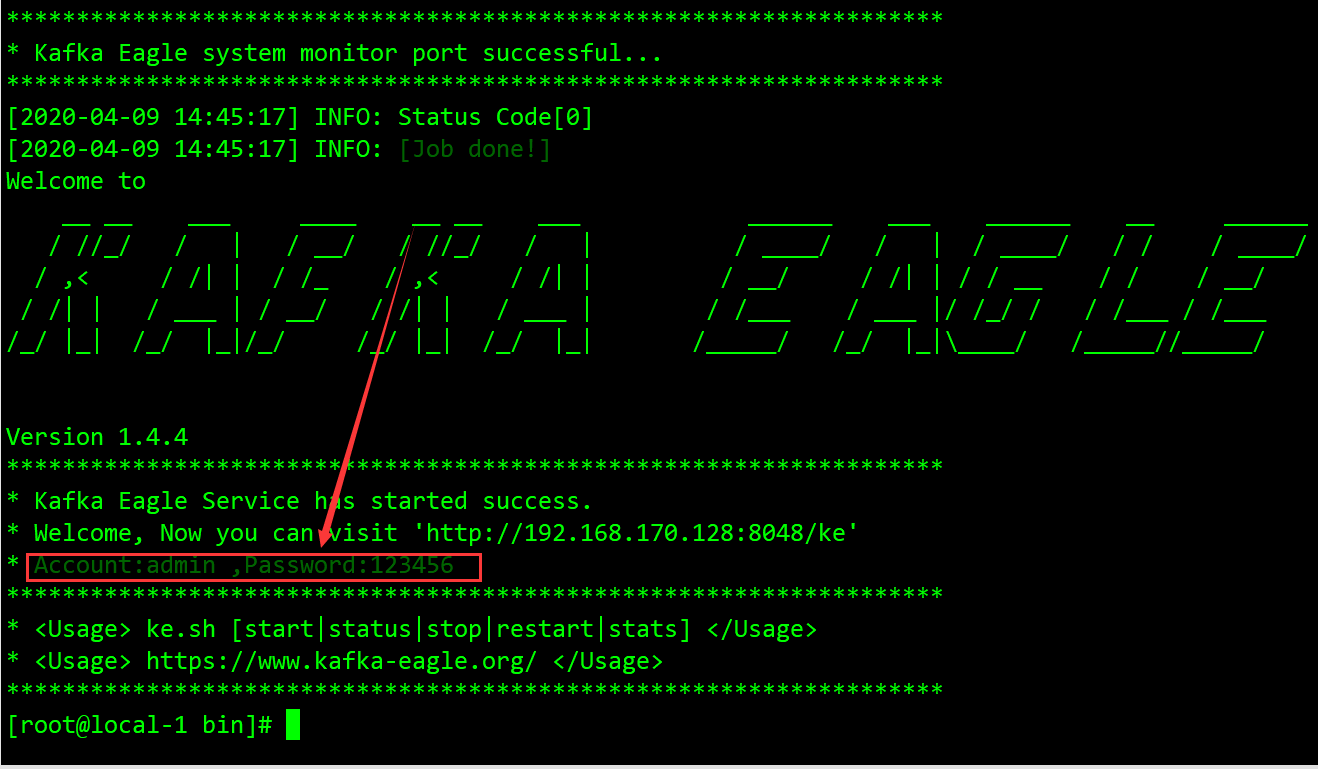 *******************************************************************
* Kafka Eagle system monitor port successful...
*******************************************************************
[2020-04-09 14:45:17] INFO: Status Code[0]
[2020-04-09 14:45:17] INFO: [Job done!]
Welcome to
KAFKA EAGLE
Version 1.4.4
*******************************************************************
* Kafka Eagle Service has started success.
* Welcome, Now you can visit 'http://192.168.170.128:8048/ke'
* Account:admin ,Password:123456
*******************************************************************
* <Usage> ke.sh [start|status|stop|restart|stats] </Usage>
* <Usage> https://www.kafka-eagle.org/ </Usage>
*******************************************************************
[root@local-1 bin]#